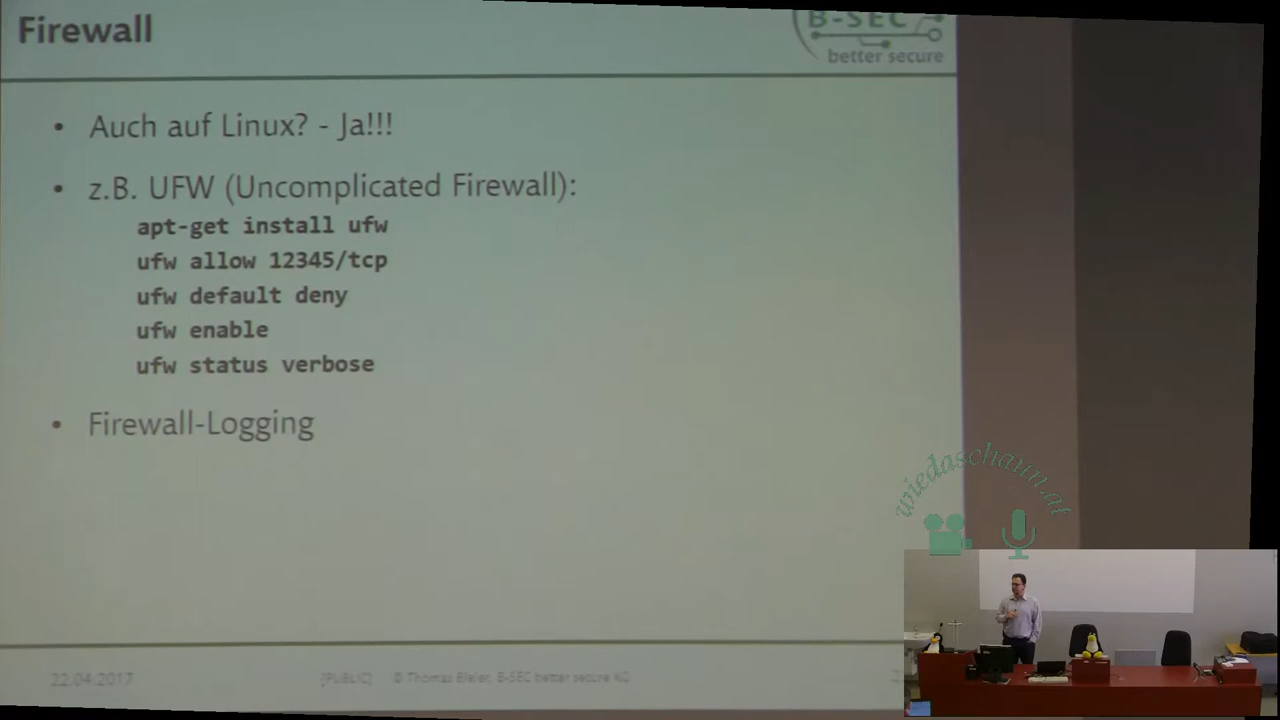 Firewall
B-SEC
better secure
• Auch auf Linux? - Ja!!!
• z.B. UFW (Uncomplicated Firewall):
apt-get install ufw
ufw allow 12345/tcp
ufw default deny
ufw enable
ufw status verbose
• Firewall-Logging
wiedaschaun.at
22.04.2017
[PUBLIC] © Thomas Bleier, B-SEC better secure KG